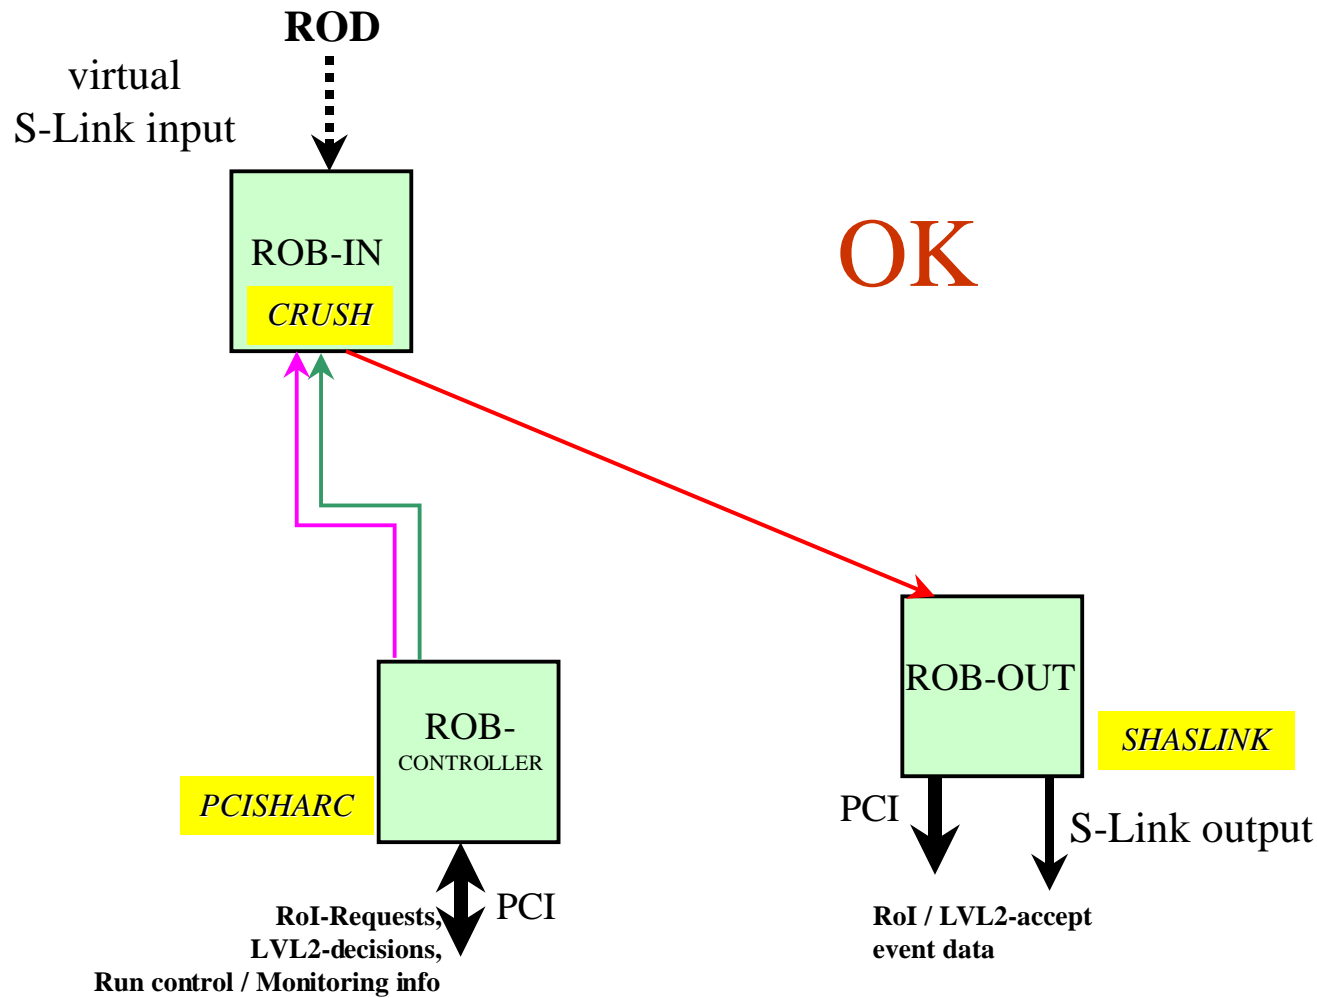 ROD
virtual
S-Link input
ROB-IN
CRUSH
OK
ROB-OUT
SHASLINK
ROB-
CONTROLLER
PCISHARC
PCI
S-Link output
PCI
RoI-Requests,
LVL2-decisions,
Run control / Monitoring info
RoI / LVL2-accept
event data